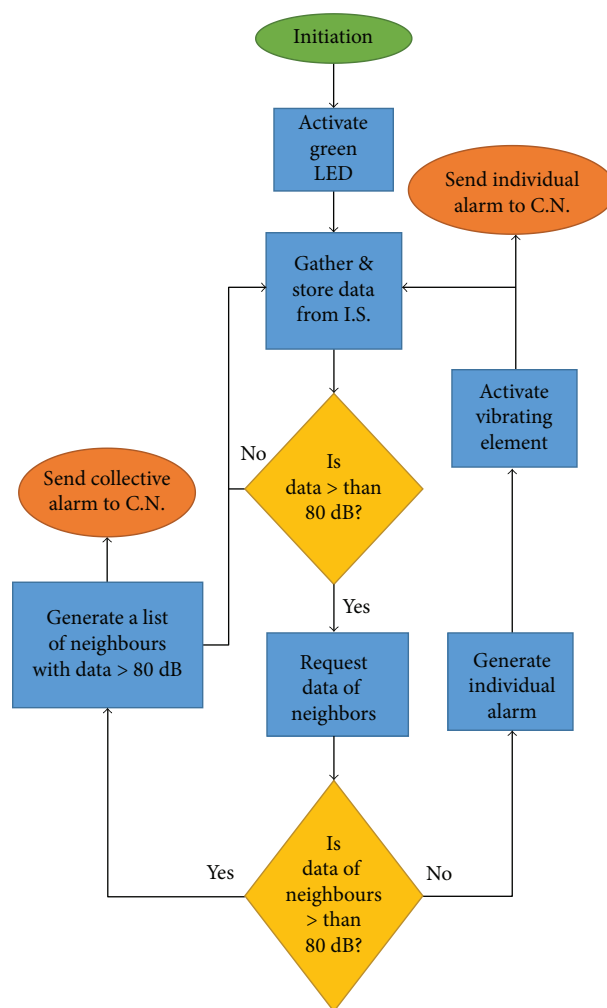 Initiation
Activate
green
LED
Send individual
alarm to C.N.
Gather &
store data
from I.S.
Activate
vibrating
element
No
Is
data > than
80 dB?
Send collective
alarm to C.N.
Yes
Generate a list
of neighbours
with data > 80 dB
Request
data of
neighbors
Generate
individual
alarm
Yes
Is
data of
neighbours
> than
80 dB?
No